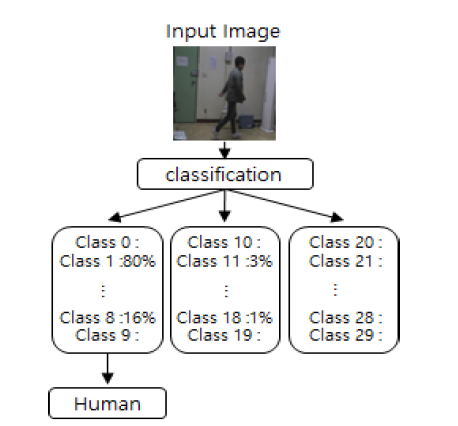 Input Image
classification
Class 0 :
Class 1 :80%
⋮
Class 8 :16%
Class 9 :
Class 10 :
Class 11 :3%
⋮
Class 18 :1%
Class 19 :
Class 20 :
Class 21 :
⋮
Class 28 :
Class 29 :
Human